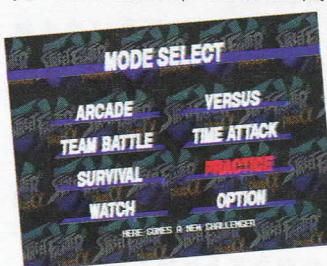 MODE SELECT
ARCADE VERSUS
TEAM BATTLE TIME ATTACK
SURVIVAL PRACTICE
WATCH OPTION
HERE COMES A NEW CHALLENGER